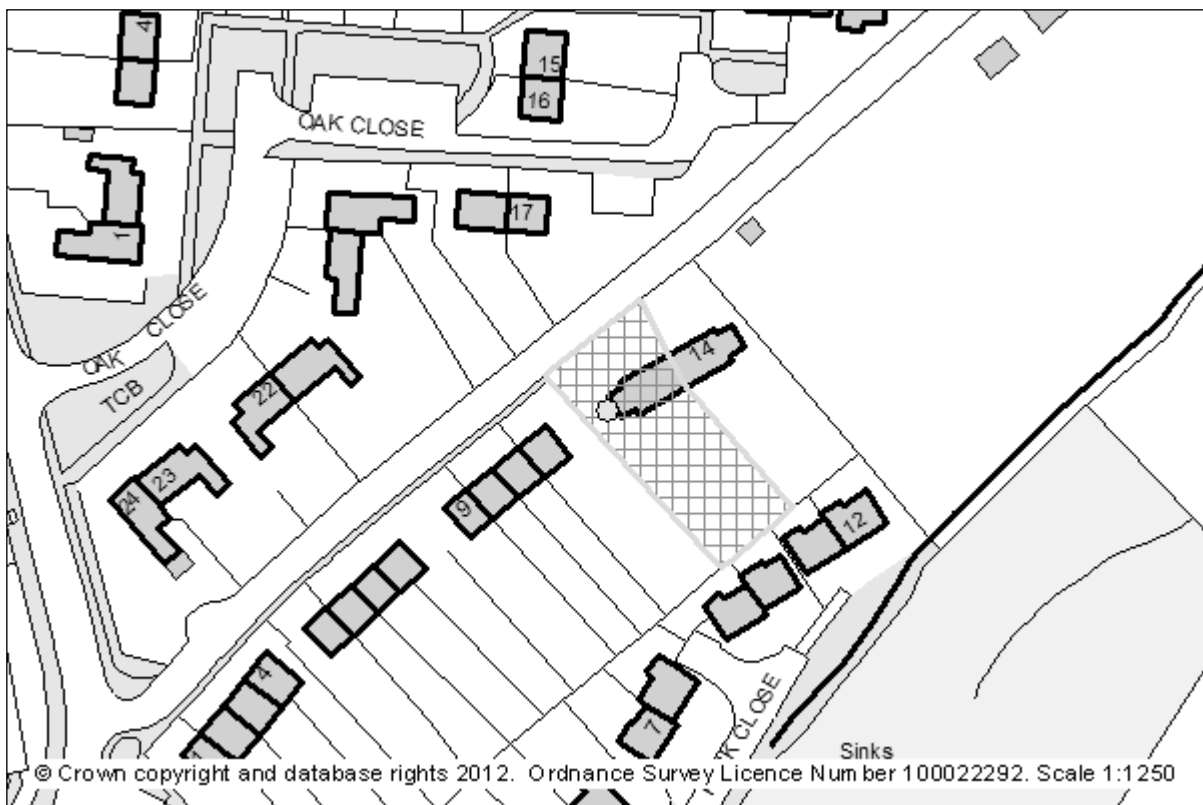 4
15
16
OAK CLOSE
17
1
OAK CLOSE
TCB
14
22
23
24
9
12
4
7
CLOSE
Sinks
© Crown copyright and database rights 2012. Ordnance Survey Licence Number 100022292. Scale 1:1250